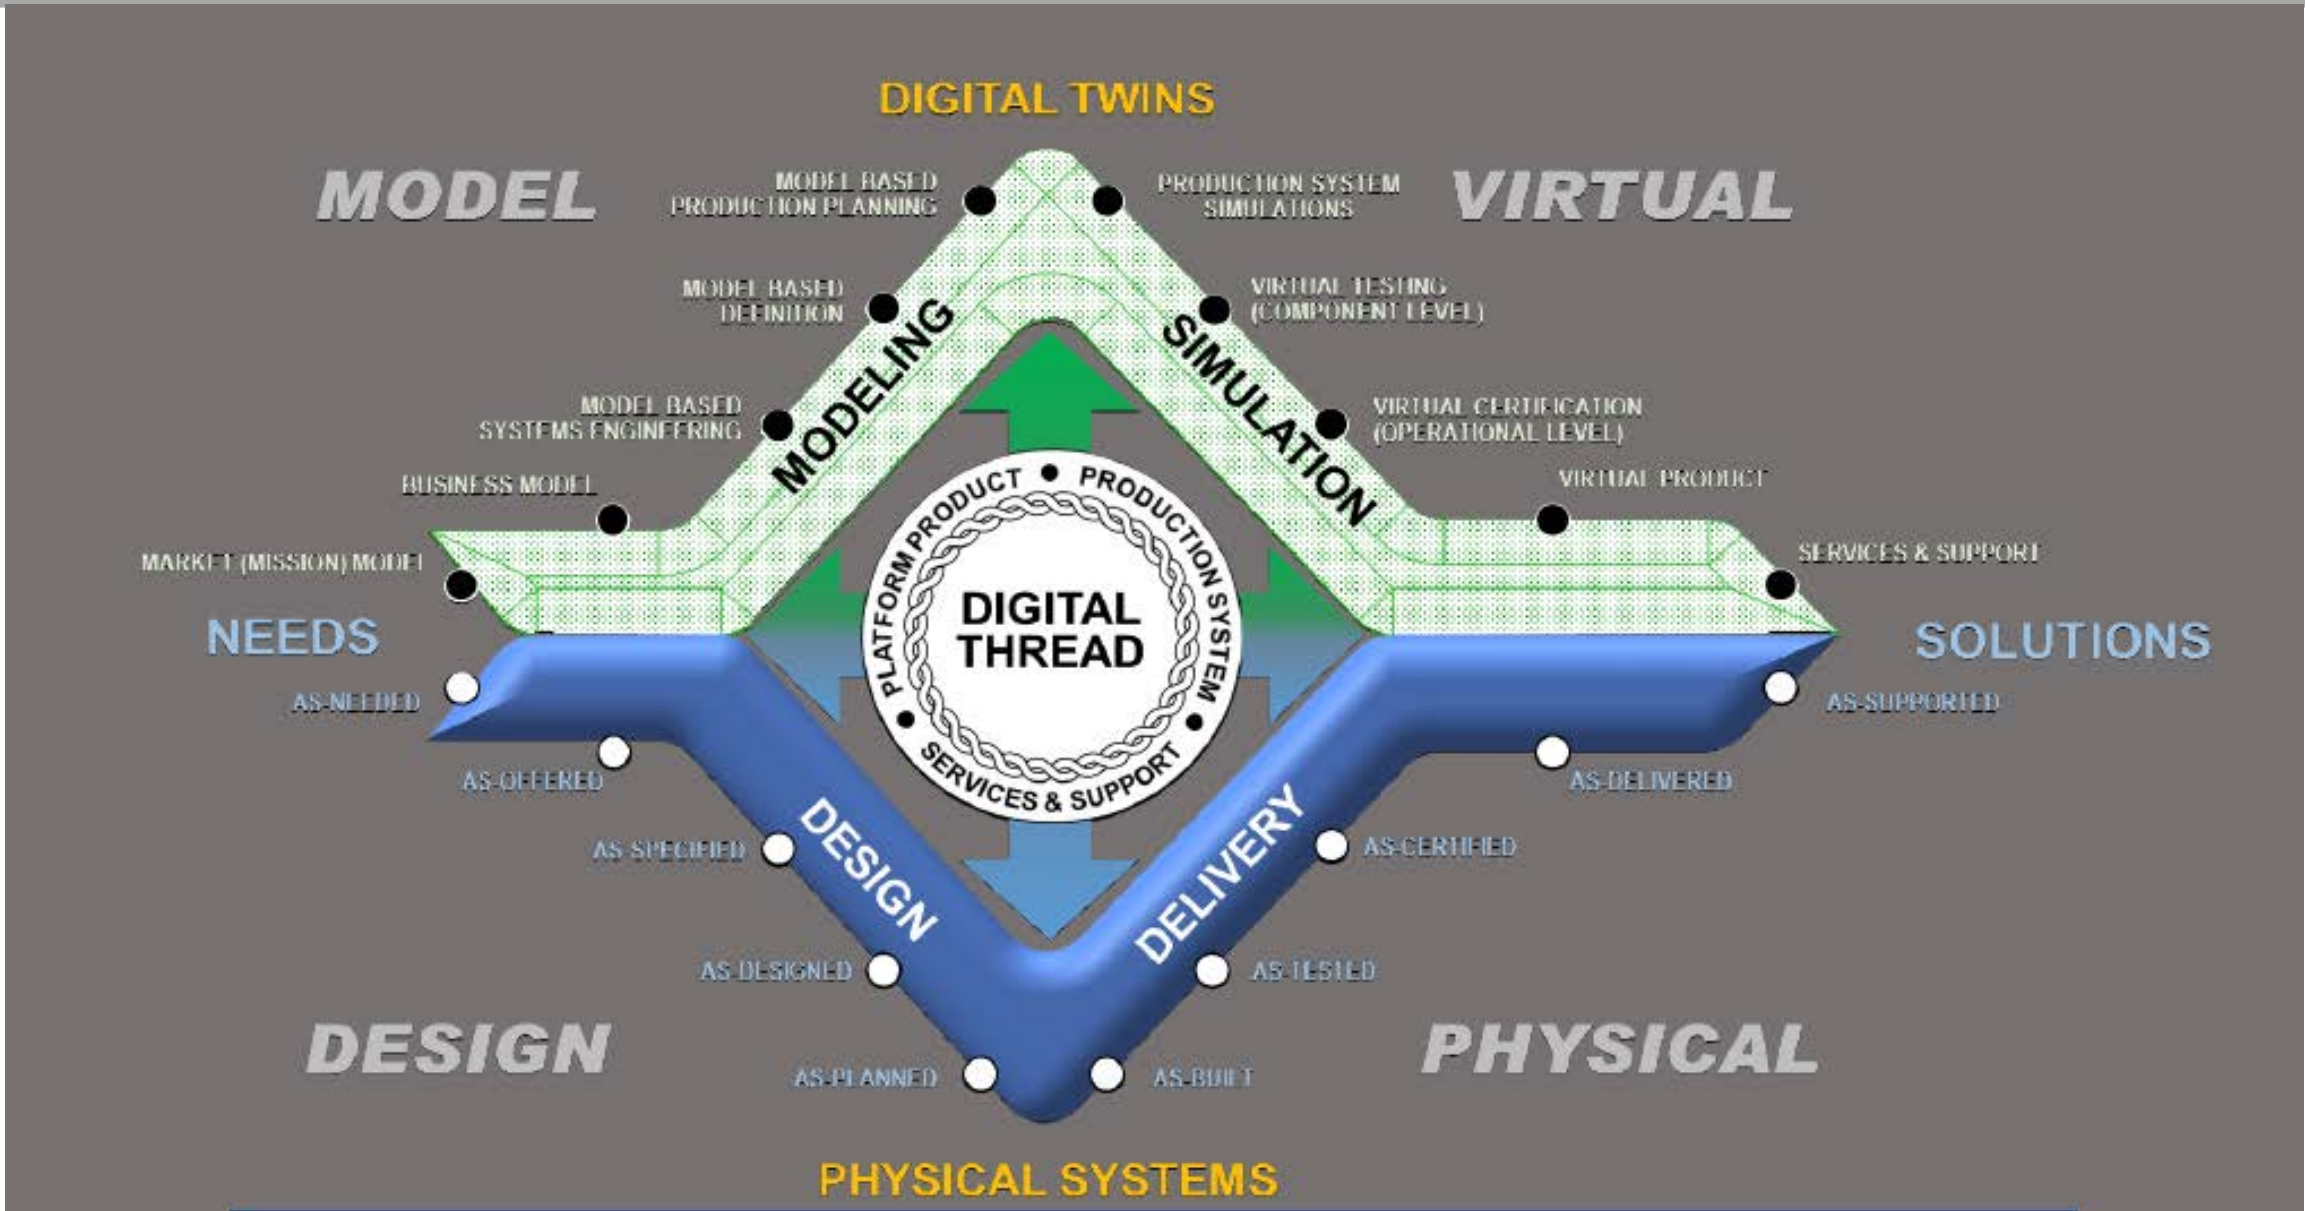 DIGITAL TWINS
MODEL
VIRTUAL
MODEL BASED
PRODUCTION PLANNING
PRODUCTION SYSTEM
SIMULATIONS
MODEL BASED
DEFINITION
VIRTUAL TESTING
(COMPONENT LEVEL)
MODELING
SIMULATION
MODEL BASED
SYSTEMS ENGINEERING
VIRTUAL CERTIFICATION
(OPERATIONAL LEVEL)
BUSINESS MODEL
VIRTUAL PRODUCT
MARKET (MISSION) MODEL
SERVICES & SUPPORT
PLATFORM PRODUCT • PRODUCTION SYSTEM • SERVICES & SUPPORT •
DIGITAL
THREAD
NEEDS
SOLUTIONS
AS-NEEDED
AS-SUPPORTED
AS-OFFERED
AS-DELIVERED
AS-SPECIFIED
AS-CERTIFIED
DESIGN
DELIVERY
AS-DESIGNED
AS-TESTED
DESIGN
PHYSICAL
AS-PLANNED
AS-BUILT
PHYSICAL SYSTEMS